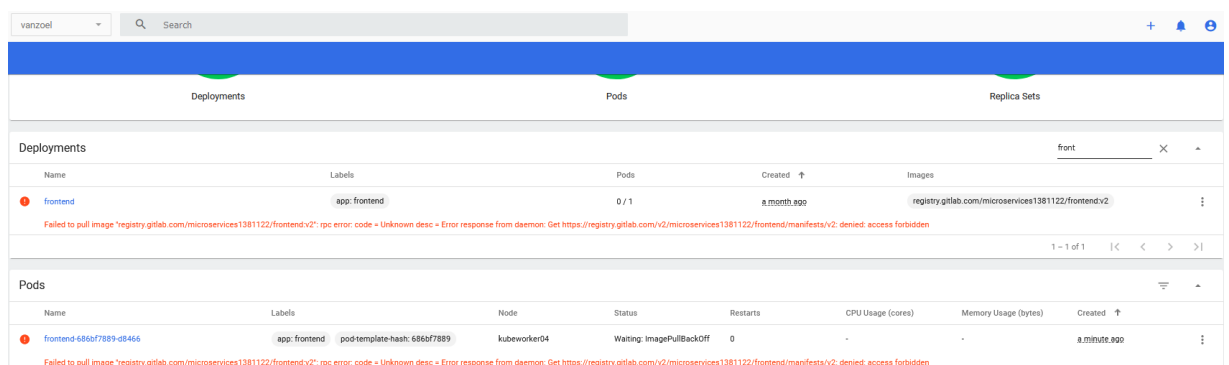 vanzoel Search
Deployments Pods Replica Sets
Deployments front
Name Labels Pods Created Images
frontend app: frontend 0 / 1 a month ago registry.gitlab.com/microservices1381122/frontend:v2
Failed to pull image "registry.gitlab.com/microservices1381122/frontend:v2": rpc error: code = Unknown desc = Error response from daemon: Get https://registry.gitlab.com/v2/microservices1381122/frontend/manifests/v2: denied: access forbidden
1 – 1 of 1
Pods
Name Labels Node Status Restarts CPU Usage (cores) Memory Usage (bytes) Created
frontend-686bf7889-d8466 app: frontend pod-template-hash: 686bf7889 kubeworker04 Waiting: ImagePullBackOff 0 - - a minute ago
Failed to pull image "registry.gitlab.com/microservices1381122/frontend:v2": rpc error: code = Unknown desc = Error response from daemon: Get https://registry.gitlab.com/v2/microservices1381122/frontend/manifests/v2: denied: access forbidden